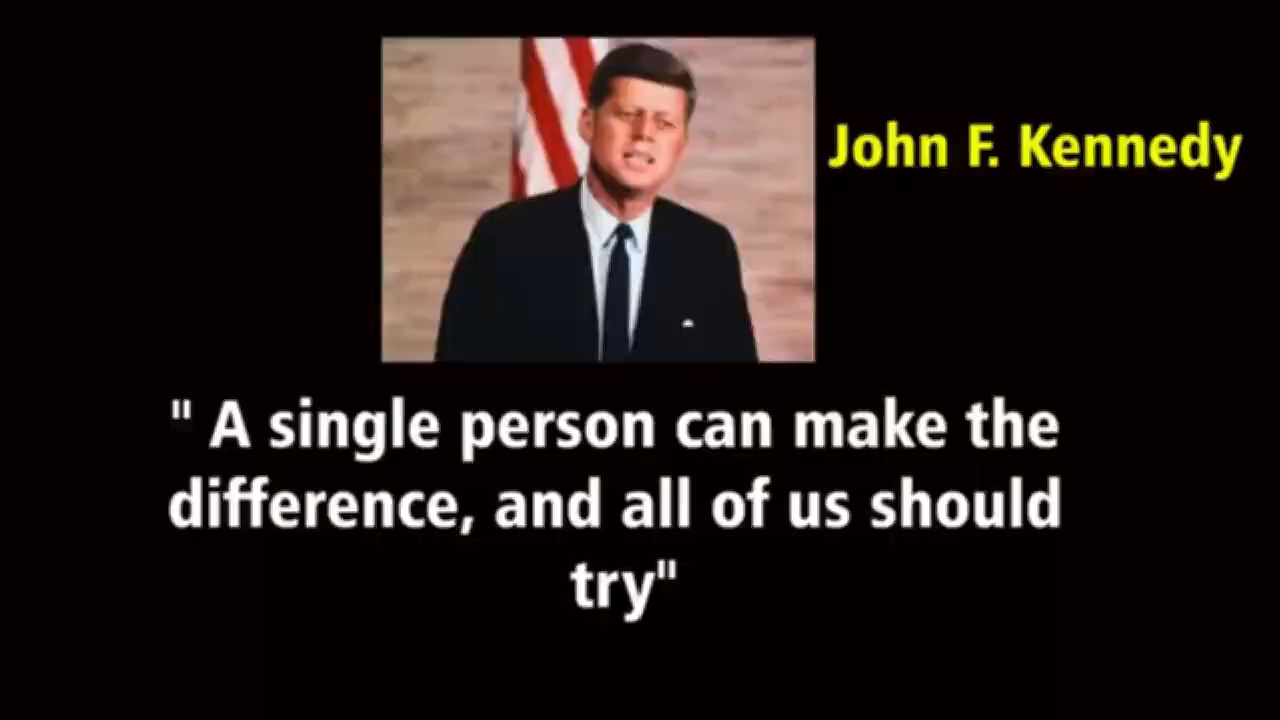 John F. Kennedy
" A single person can make the
difference, and all of us should
try"